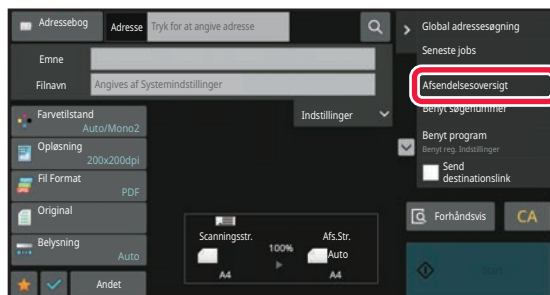 Adressebog
Adresse
Tryk for at angive adresse
Emne
Filnavn
Angives af Systemindstillinger
Farvetilstand
Auto/Mono2
Opløsning
200x200dpi
Fil Format
PDF
Original
Belysning
Auto
Andet
Indstillinger
Scanningsstr.
A4
100%
Afs.Str.
Auto
A4
Global adressesøgning
Seneste jobs
Afsendelsesoversigt
Benyt søgenummer
Benyt program
Benyt reg. Indstillinger
Send
destinationslink
Forhåndsvis
CA
Start